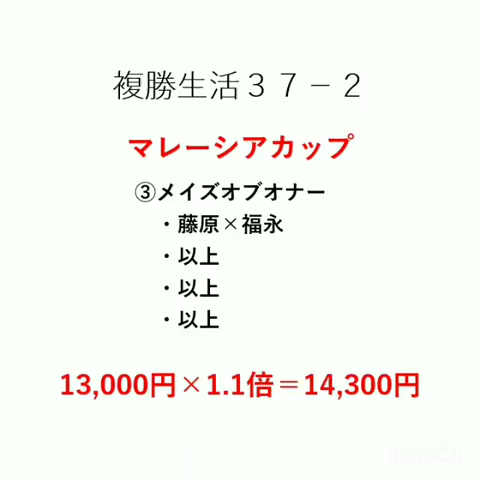 複勝生活３７－２
マレーシアカップ
③メイズオブオナー
・藤原×福永
・以上
・以上
・以上
13,000円×1.1倍＝14,300円